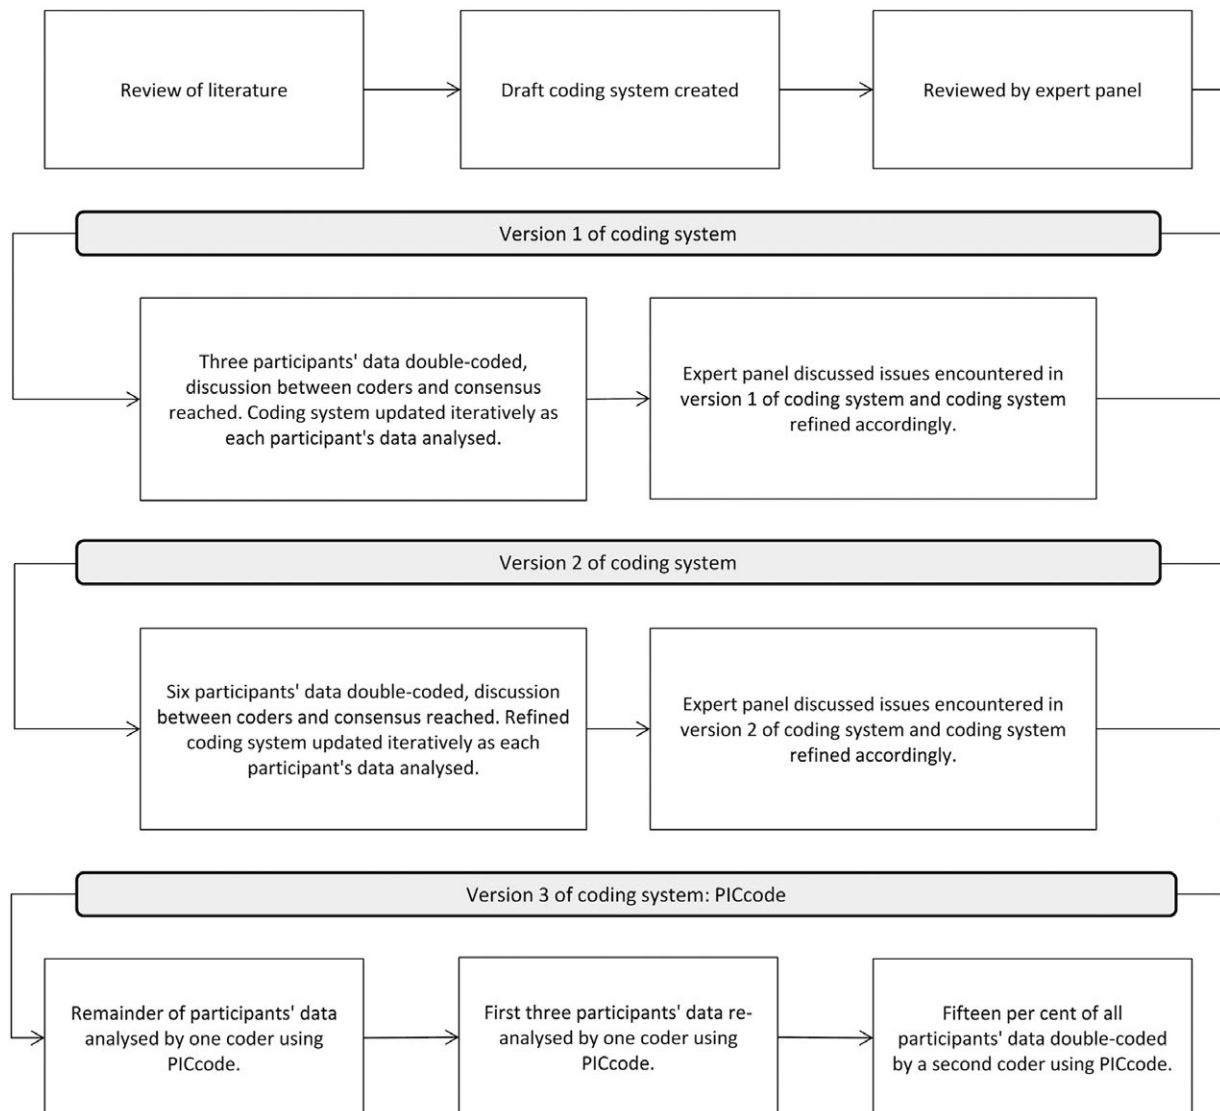 Review of literature
Draft coding system created
Reviewed by expert panel
Version 1 of coding system
Three participants' data double-coded,
discussion between coders and consensus
reached. Coding system updated iteratively as
each participant's data analysed.
Expert panel discussed issues encountered in
version 1 of coding system and coding system
refined accordingly.
Version 2 of coding system
Six participants' data double-coded, discussion
between coders and consensus reached. Refined
coding system updated iteratively as each
participant's data analysed.
Expert panel discussed issues encountered in
version 2 of coding system and coding system
refined accordingly.
Version 3 of coding system: PICcode
Remainder of participants' data
analysed by one coder using
PICcode.
First three participants' data re-
analysed by one coder using
PICcode.
Fifteen per cent of all
participants' data double-coded
by a second coder using PICcode.